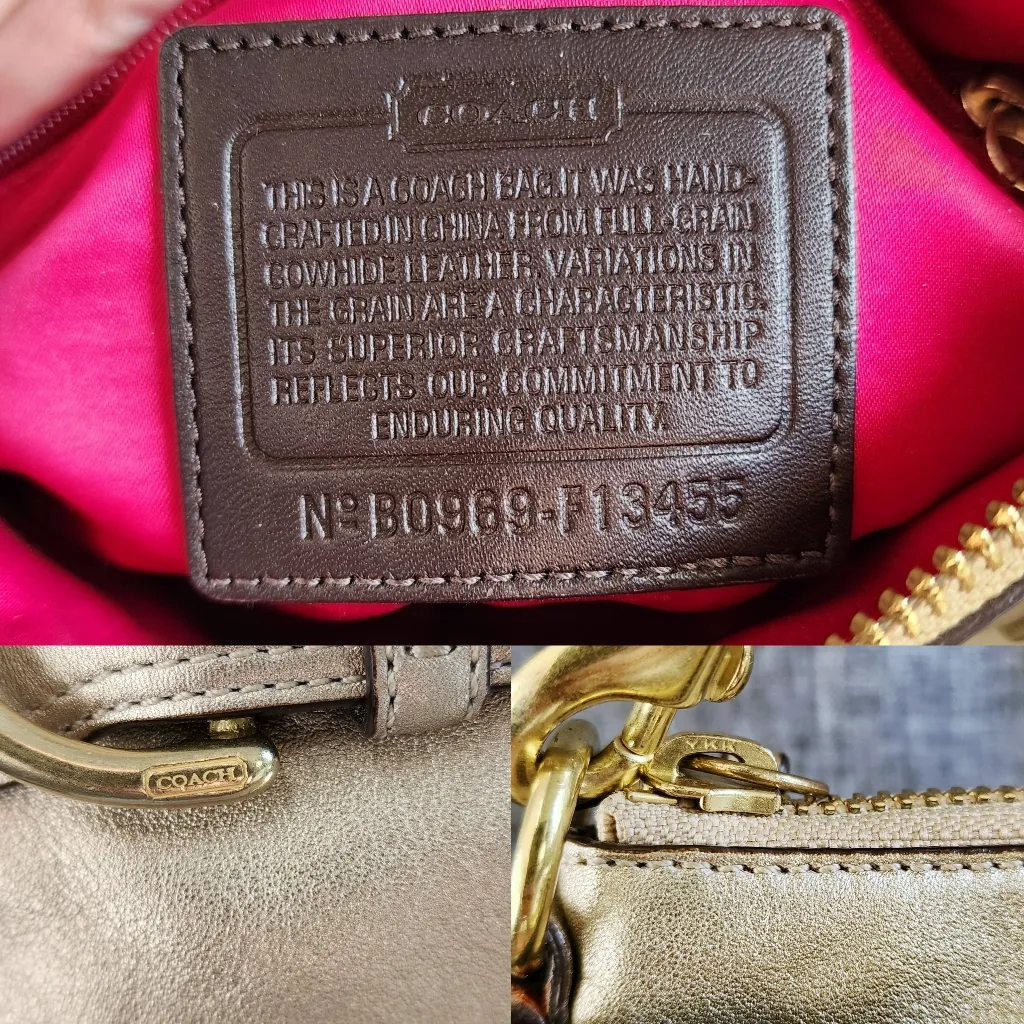 COACH
THIS IS A COACH BAG. IT WAS HAND-
CRAFTED IN CHINA FROM FULL-GRAIN
COWHIDE LEATHER. VARIATIONS IN
THE GRAIN ARE A CHARACTERISTIC.
ITS SUPERIOR CRAFTSMANSHIP
REFLECTS OUR COMMITMENT TO
ENDURING QUALITY.
Nº B0969-F13455
COACH
YKK